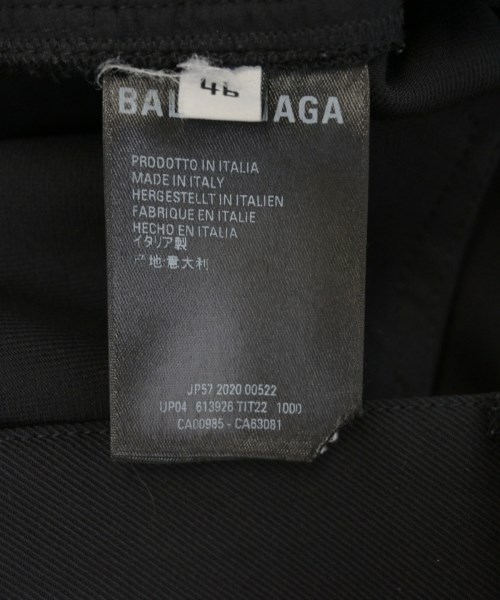 46
BAL AGA
PRODOTTO IN ITALIA
MADE IN ITALY
HERGESTELLT IN ITALIEN
FABRIQUE EN ITALIE
HECHO EN ITALIA
イタリア製
产地:意大利
JP57 2020 00522
UP04 613926 TIT22 1000
CA00985 - CA63081